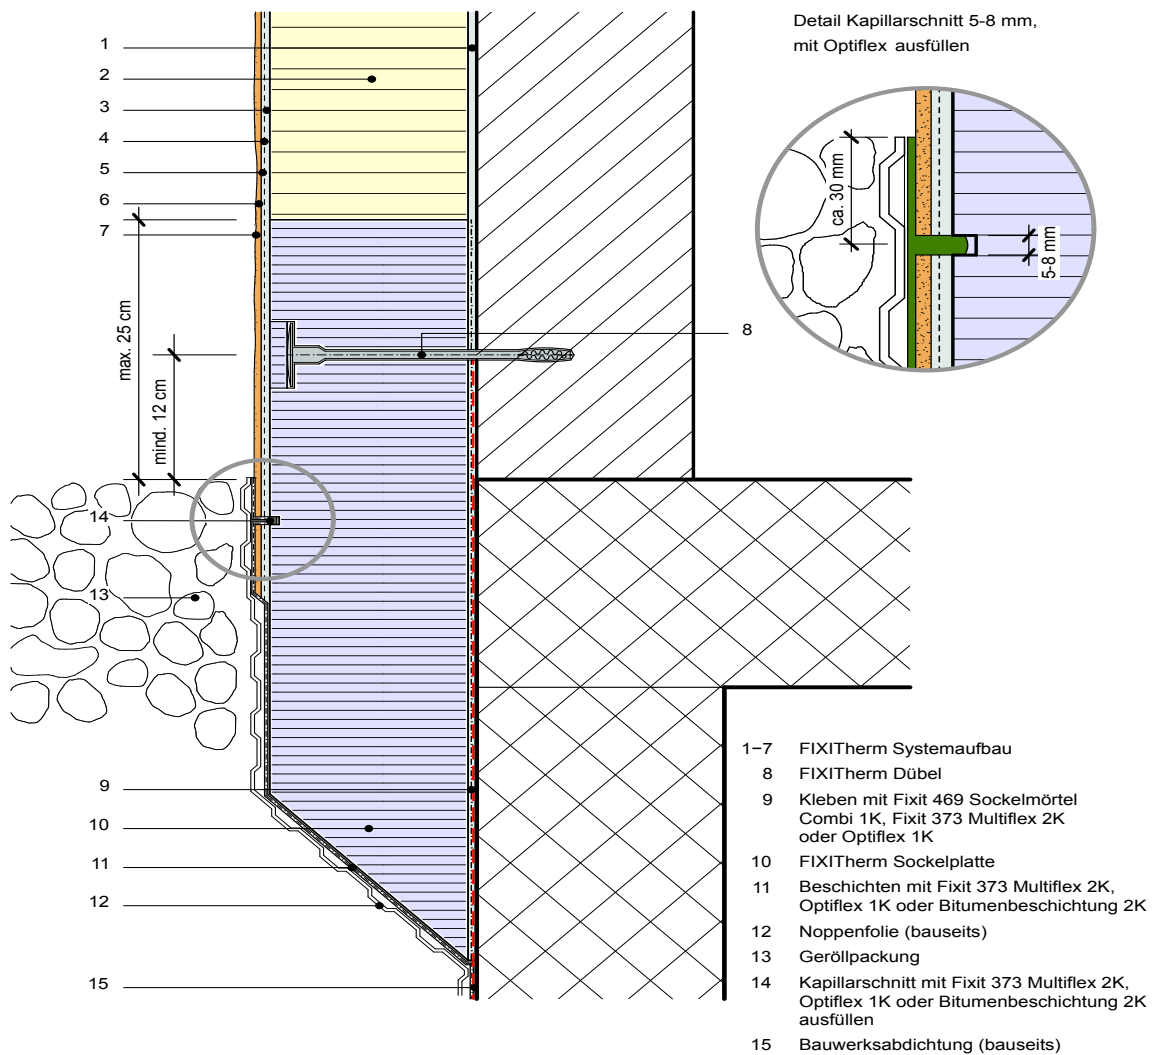 Detail Kapillarschnitt 5-8 mm,
mit Optiflex ausfüllen
1
2
3
4
5
6
7
max. 25 cm
mind. 12 cm
8
ca. 30 mm
5-8 mm
14
13
9
10
11
12
15
1–7 FIXITherm Systemaufbau
8 FIXITherm Dübel
9 Kleben mit Fixit 469 Sockelmörtel
Combi 1K, Fixit 373 Multiflex 2K
oder Optiflex 1K
10 FIXITherm Sockelplatte
11 Beschichten mit Fixit 373 Multiflex 2K,
Optiflex 1K oder Bitumenbeschichtung 2K
12 Noppenfolie (bauseits)
13 Geröllpackung
14 Kapillarschnitt mit Fixit 373 Multiflex 2K,
Optiflex 1K oder Bitumenbeschichtung 2K
ausfüllen
15 Bauwerksabdichtung (bauseits)